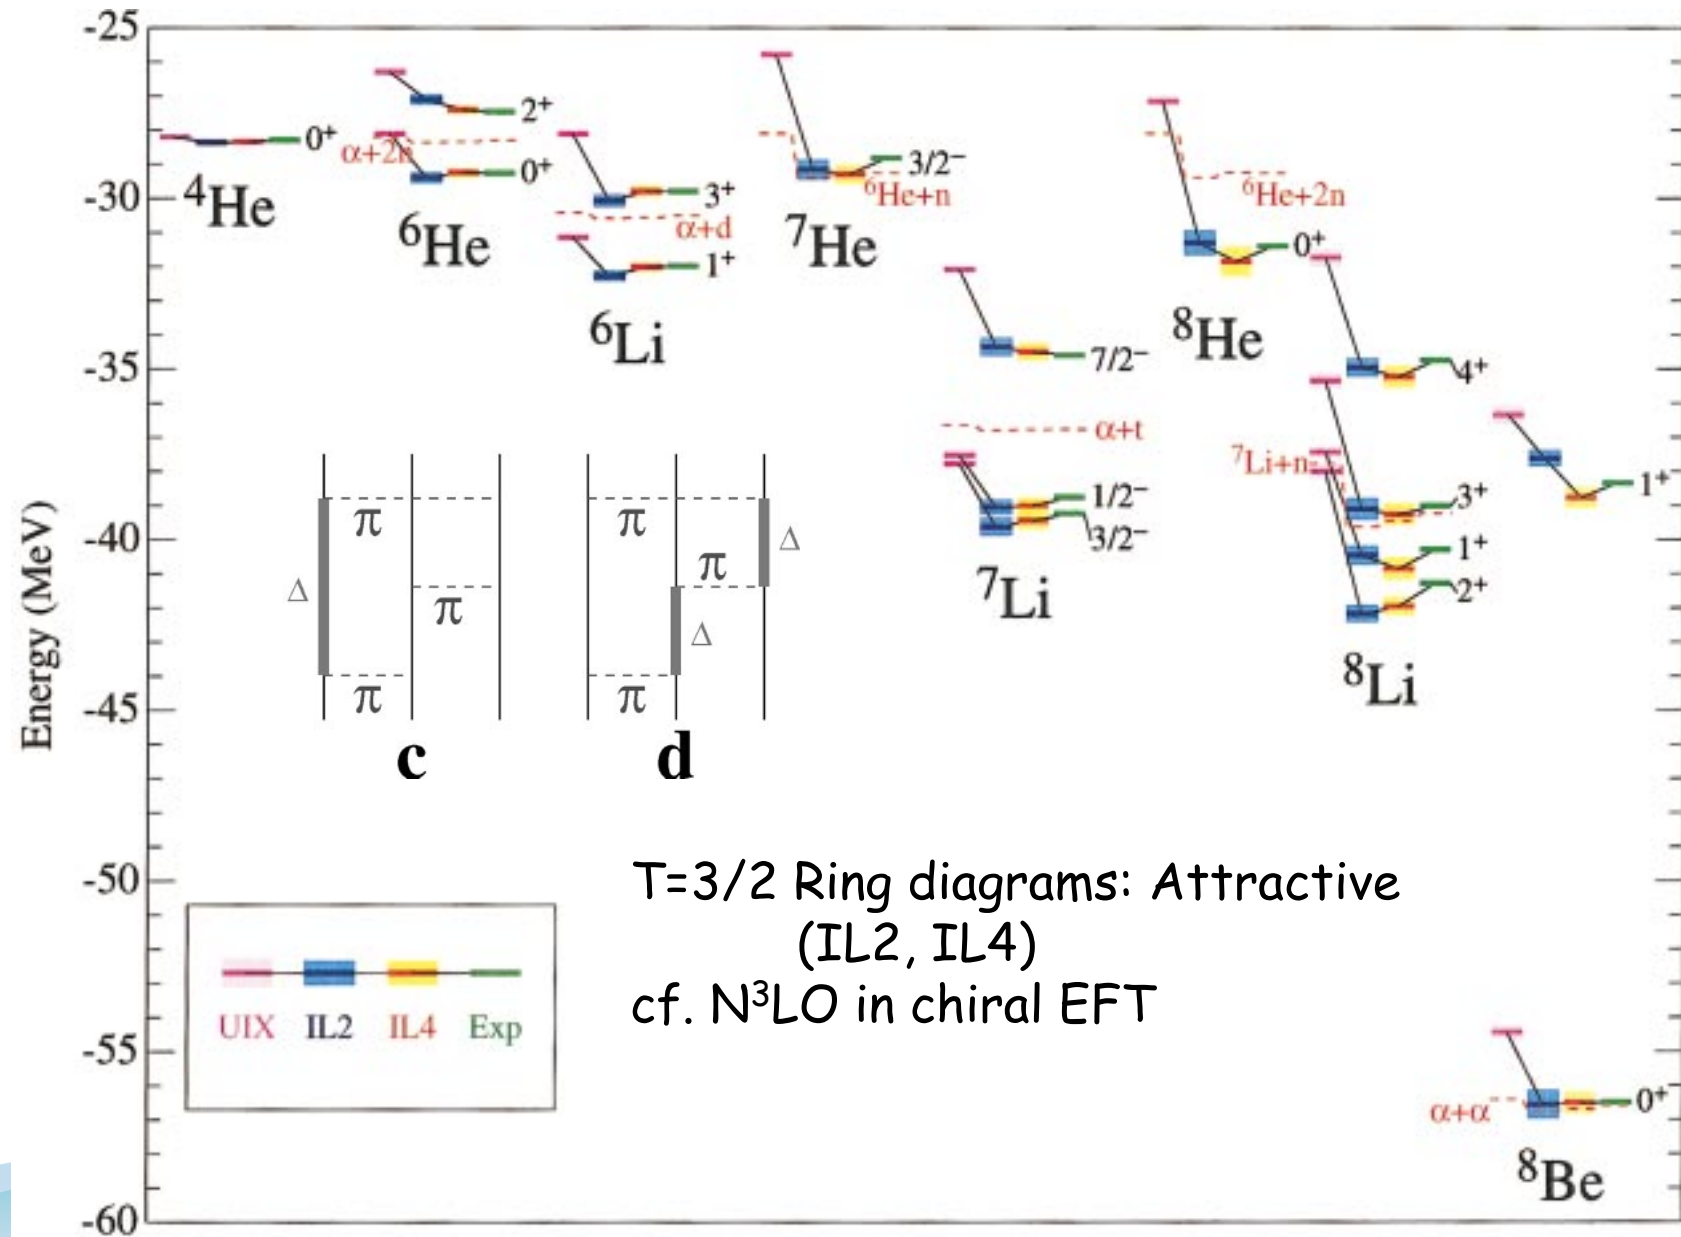 -25
-30
-35
-40
-45
-50
-55
-60
Energy (MeV)
0⁺
⁴He
2⁺
α+2n
0⁺
⁶He
3⁺
α+d
1⁺
⁶Li
3/2⁻
⁶He+n
⁷He
7/2⁻
α+t
1/2⁻
3/2⁻
⁷Li
⁶He+2n
0⁺
⁸He
4⁺
⁷Li+n
3⁺
1⁺
2⁺
⁸Li
1⁺
α+α
0⁺
⁸Be
π
Δ
π
π
c
π
Δ
π
Δ
π
d
T=3/2 Ring diagrams: Attractive
(IL2, IL4)
cf. N³LO in chiral EFT
UIX IL2 IL4 Exp